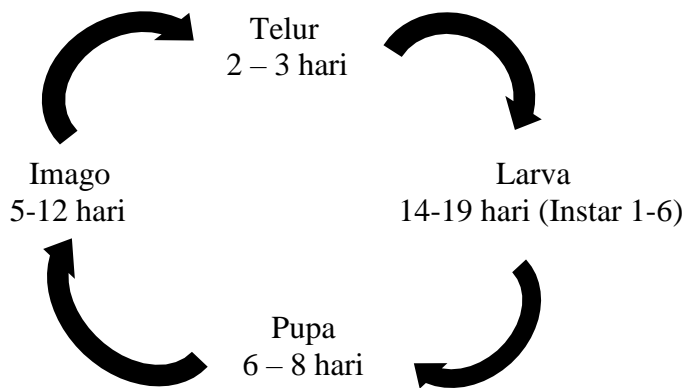 Telur
2 – 3 hari
Imago
5-12 hari
Larva
14-19 hari (Instar 1-6)
Pupa
6 – 8 hari